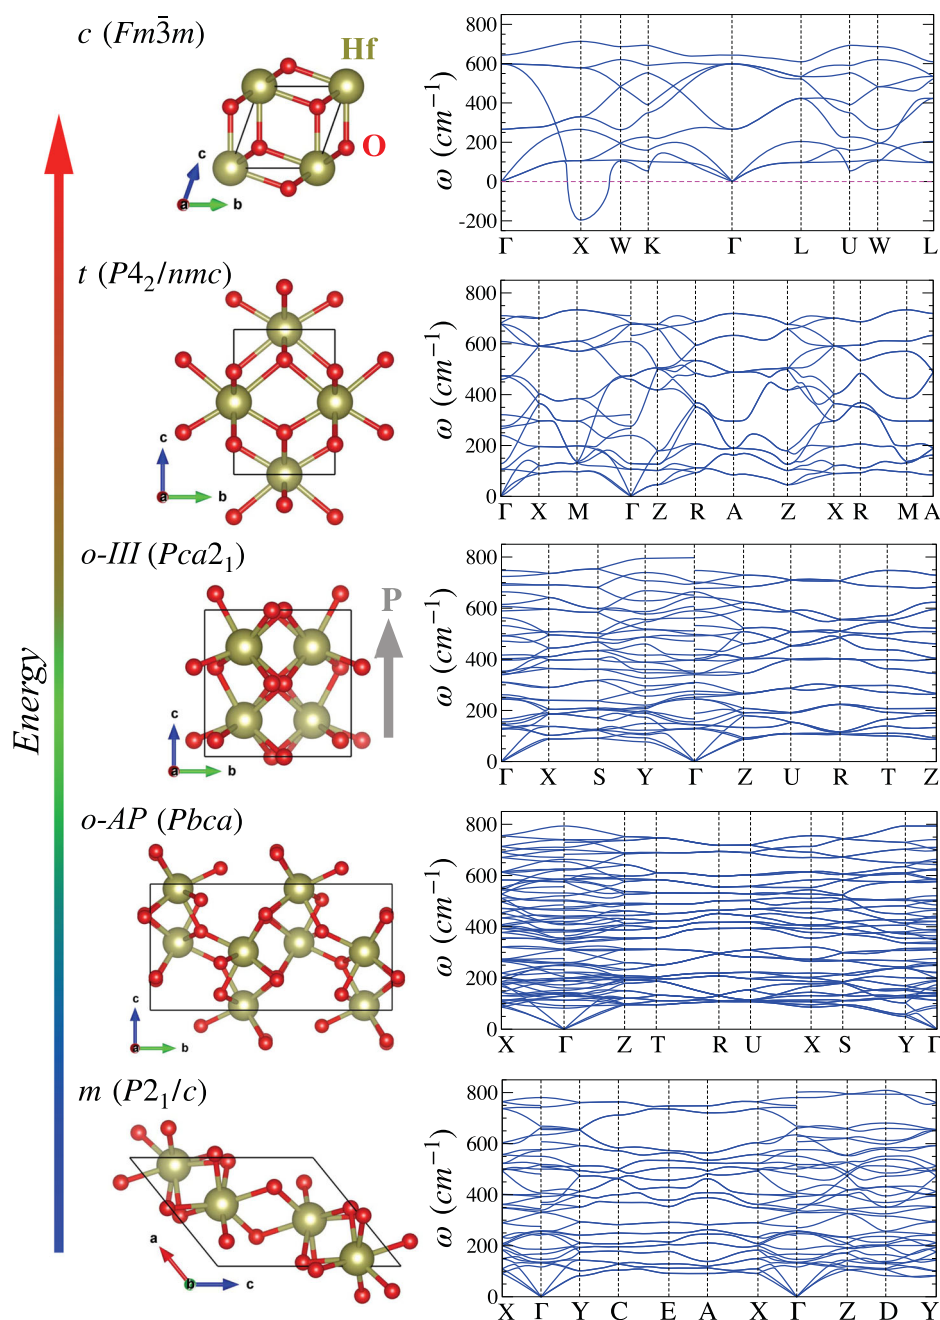 c (Fm3̅m)
Hf
O
c
a
b
Energy
t (P4₂/nmc)
c
a
b
o-III (Pca2₁)
P
c
a
b
o-AP (Pbca)
c
a
b
m (P2₁/c)
a
b
c
ω (cm⁻¹)
800
600
400
200
0
-200
Γ X W K Γ L U W L
ω (cm⁻¹)
800
600
400
200
0
Γ X M Γ Z R A Z X R M A
ω (cm⁻¹)
800
600
400
200
0
Γ X S Y Γ Z U R T Z
ω (cm⁻¹)
800
600
400
200
0
X Γ Z T R U X S Y Γ
ω (cm⁻¹)
800
600
400
200
0
X Γ Y C E A X Γ Z D Y